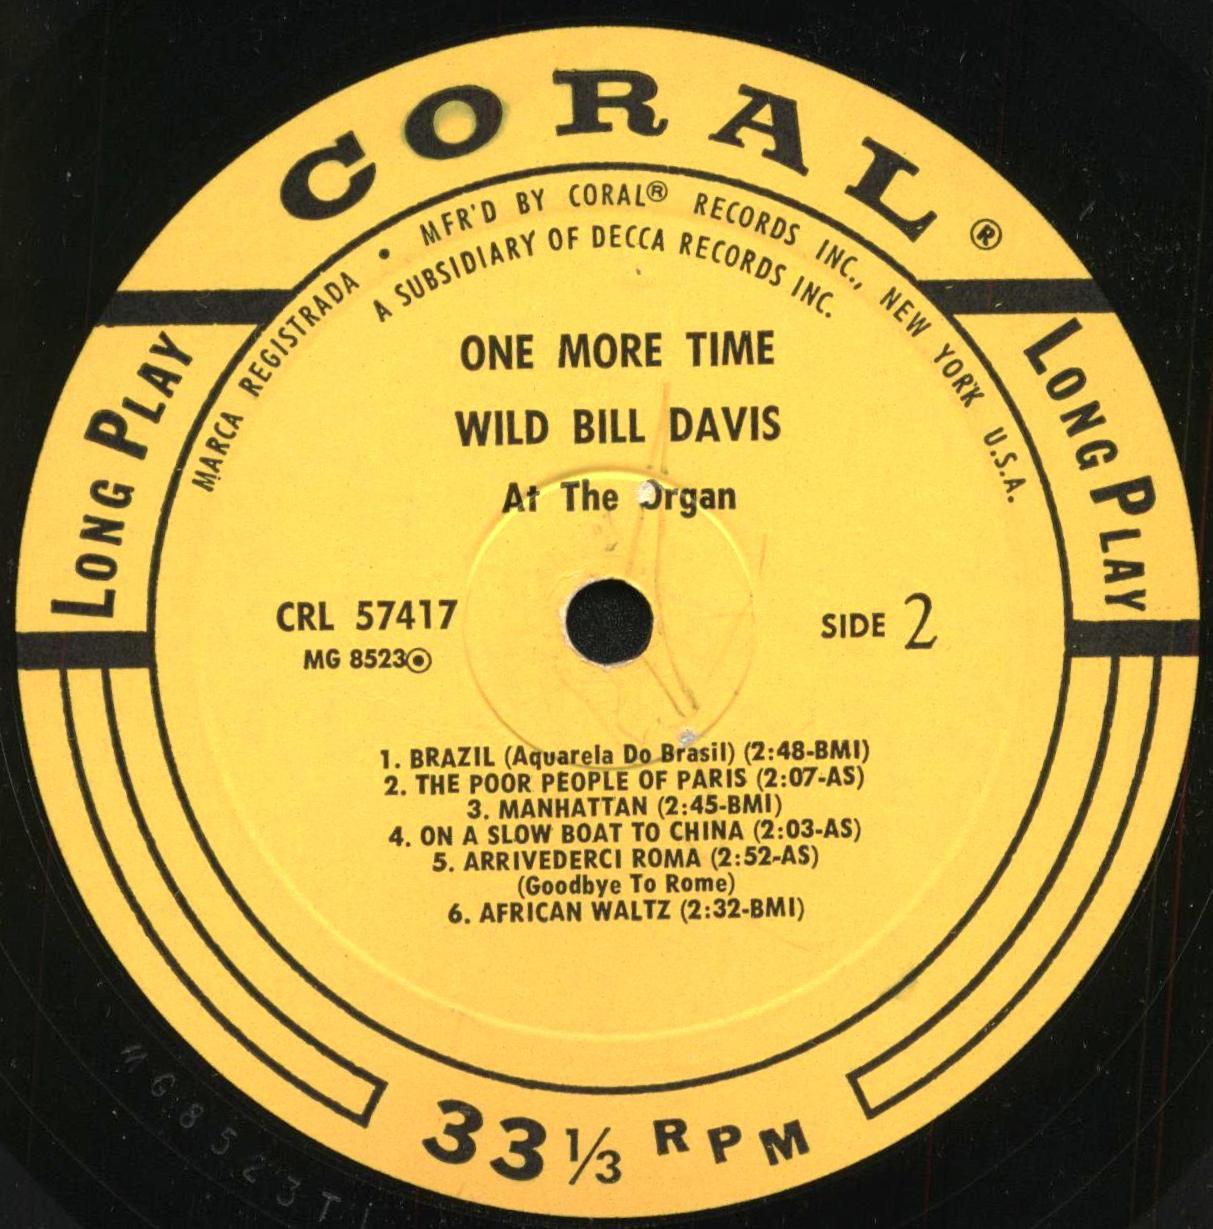 CORAL®
MARCA REGISTRADA • MFR'D BY CORAL® RECORDS INC., NEW YORK U.S.A.
A SUBSIDIARY OF DECCA RECORDS INC.
LONG PLAY
LONG PLAY
ONE MORE TIME
WILD BILL DAVIS
At The Organ
CRL 57417
MG 8523
SIDE 2
1. BRAZIL (Aquarela Do Brasil) (2:48-BMI)
2. THE POOR PEOPLE OF PARIS (2:07-AS)
3. MANHATTAN (2:45-BMI)
4. ON A SLOW BOAT TO CHINA (2:03-AS)
5. ARRIVEDERCI ROMA (2:52-AS)
(Goodbye To Rome)
6. AFRICAN WALTZ (2:32-BMI)
33 1/3 RPM
MG8523T1